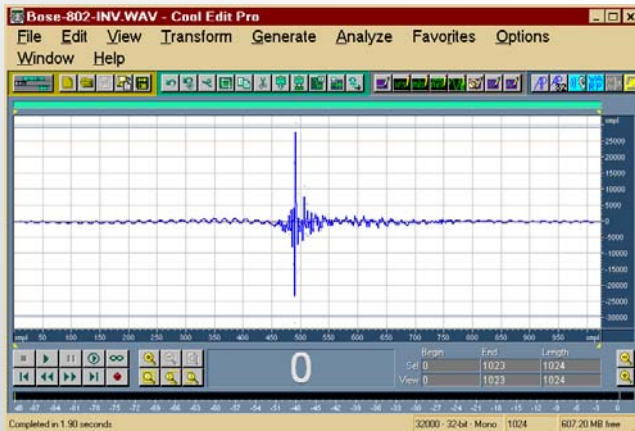 Bose-802-INV.WAV - Cool Edit Pro
File Edit View Transform Generate Analyze Favorites Options
Window Help
smpl
25000
20000
15000
10000
5000
0
-5000
-10000
-15000
-20000
-25000
-30000
smpl 50 100 150 200 250 300 350 400 450 500 550 600 650 700 750 800 850 900 950 smpl
0
Begin End Length
Sel 0 1023 1024
View 0 1023 1024
Completed in 1.90 seconds
32000 · 32-bit · Mono 1024 607.20 MB free